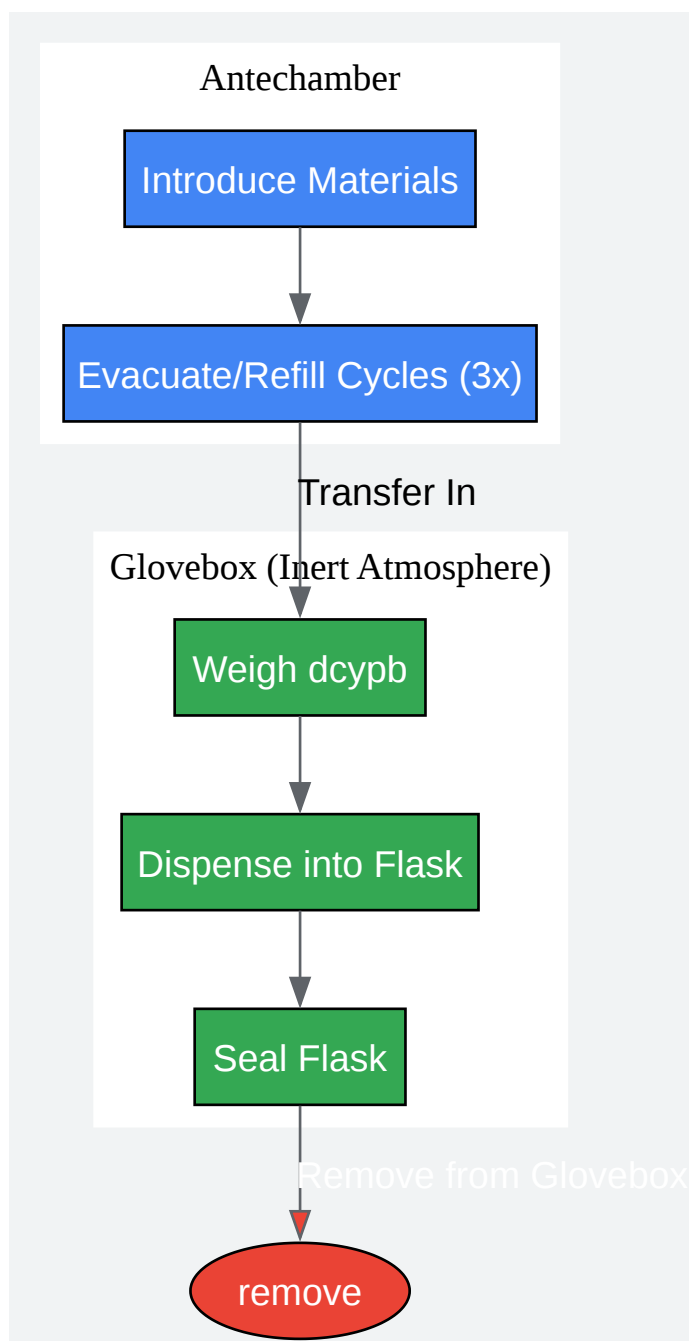 Antechamber
Introduce Materials
Evacuate/Refill Cycles (3x)
Transfer In
Glovebox (Inert Atmosphere)
Weigh dcypb
Dispense into Flask
Seal Flask
Remove from Glovebox
remove